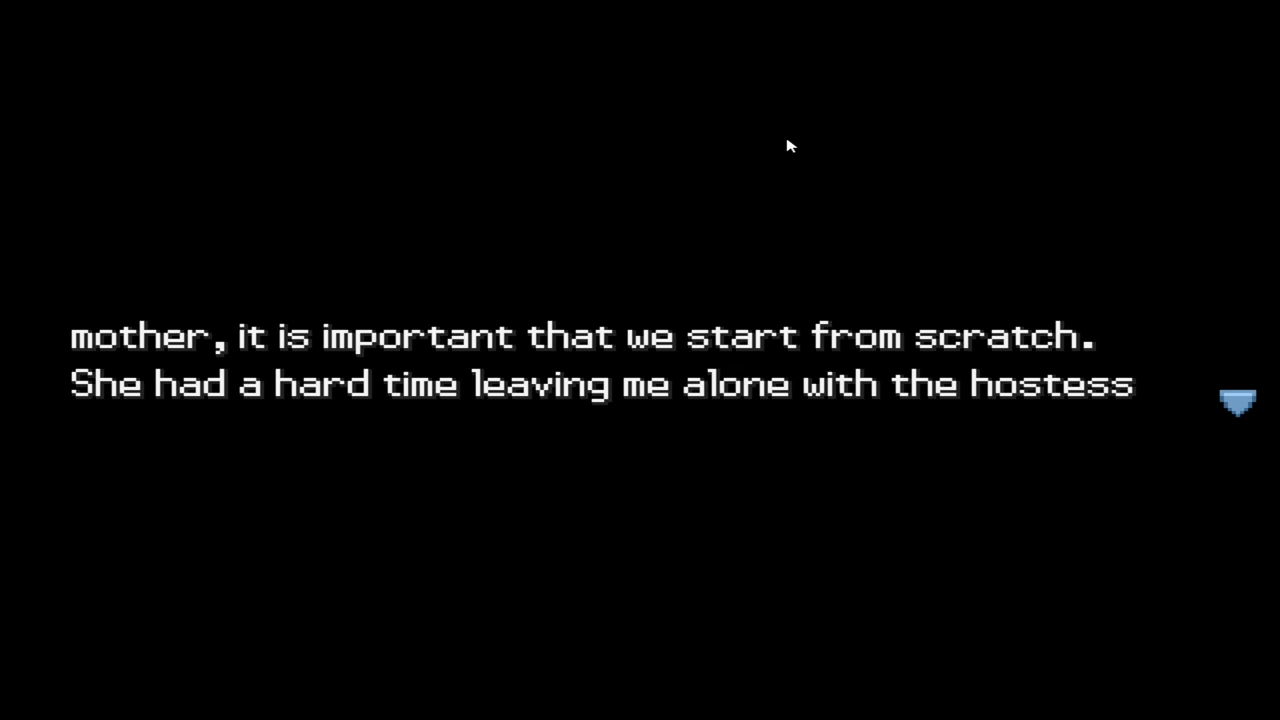 mother, it is important that we start from scratch.
She had a hard time leaving me alone with the hostess